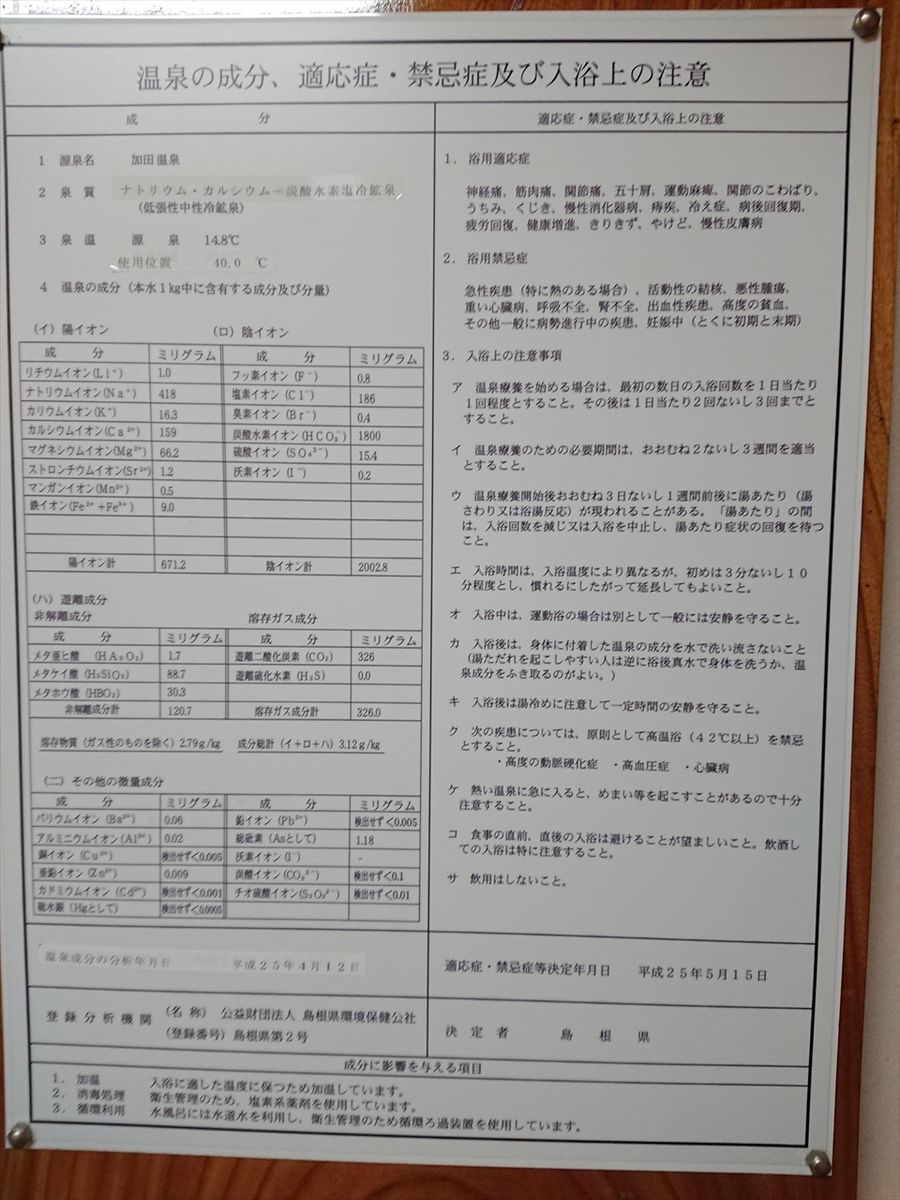 温泉の成分、適応症・禁忌症及び入浴上の注意
成 分
1 源泉名 加田温泉
2 泉 質 ナトリウム・カルシウム－炭酸水素塩冷鉱泉
(低張性中性冷鉱泉)
3 泉 温 源 泉 14.8℃
使用位置 40.0 ℃
4 温泉の成分（本水1kg中に含有する成分及び分量）
(イ) 陽イオン (ロ) 陰イオン
成 分 ミリグラム 成 分 ミリグラム
リチウムイオン(Li⁺) 1.0 フッ素イオン (F⁻) 0.8
ナトリウムイオン(Na⁺) 418 塩素イオン (Cl⁻) 186
カリウムイオン(K⁺) 16.3 臭素イオン (Br⁻) 0.4
カルシウムイオン(Ca²⁺) 159 炭酸水素イオン(HCO₃⁻) 1800
マグネシウムイオン(Mg²⁺) 66.2 硫酸イオン (SO₄²⁻) 15.4
ストロンチウムイオン(Sr²⁺) 1.2 沃素イオン (I⁻) 0.2
マンガンイオン(Mn²⁺) 0.5
鉄イオン(Fe²⁺+Fe³⁺) 9.0
陽イオン計 671.2 陰イオン計 2002.8
(ハ) 遊離成分
非解離成分 溶存ガス成分
成 分 ミリグラム 成 分 ミリグラム
メタ亜ヒ酸 (HAsO₂) 1.7 遊離二酸化炭素(CO₂) 326
メタケイ酸 (H₂SiO₃) 88.7 遊離硫化水素 (H₂S) 0.0
メタホウ酸 (HBO₂) 30.3
非解離成分計 120.7 溶存ガス成分計 326.0
溶存物質（ガス性のものを除く）2.79g/kg 成分総計（イ＋ロ＋ハ）3.12g/kg
(二) その他の微量成分
成 分 ミリグラム 成 分 ミリグラム
バリウムイオン(Ba²⁺) 0.06 鉛イオン (Pb²⁺) 検出せず<0.005
アルミニウムイオン(Al³⁺) 0.02 総砒素（Asとして） 1.18
銅イオン (Cu²⁺) 検出せず<0.005 沃素イオン(I⁻) -
亜鉛イオン(Zn²⁺) 0.009 炭酸イオン(CO₃²⁻) 検出せず<0.1
カドミウムイオン(Cd²⁺) 検出せず<0.001 チオ硫酸イオン(S₂O₃²⁻) 検出せず<0.01
総水銀（Hgとして） 検出せず<0.0005
温泉成分の分析年月日 平成25年4月12日
登録分析機関 (名 称) 公益財団法人 島根県環境保健公社
(登録番号) 島根県第2号
適応症・禁忌症及び入浴上の注意
1. 浴用適応症
神経痛、筋肉痛、関節痛、五十肩、運動麻痺、関節のこわばり、
うちみ、くじき、慢性消化器病、痔疾、冷え症、病後回復期、
疲労回復、健康増進、きりきず、やけど、慢性皮膚病
2. 浴用禁忌症
急性疾患（特に熱のある場合）、活動性の結核、悪性腫瘍、
重い心臓病、呼吸不全、腎不全、出血性疾患、高度の貧血、
その他一般に病勢進行中の疾患、妊娠中（とくに初期と末期）
3. 入浴上の注意事項
ア 温泉療養を始める場合は、最初の数日の入浴回数を1日当たり
1回程度とすること。その後は1日当たり2回ないし3回までと
すること。
イ 温泉療養のための必要期間は、おおむね2ないし3週間を適当
とすること。
ウ 温泉療養開始後おおむね3日ないし1週間前後に湯あたり（湯
さわり又は浴湯反応）が現われることがある。「湯あたり」の間
は、入浴回数を減じ又は入浴を中止し、湯あたり症状の回復を待つ
こと。
エ 入浴時間は、入浴温度により異なるが、初めは3分ないし10
分程度とし、慣れるにしたがって延長してもよいこと。
オ 入浴中は、運動浴の場合は別として一般には安静を守ること。
カ 入浴後は、身体に付着した温泉の成分を水で洗い流さないこと
（湯ただれを起こしやすい人は逆に浴後真水で身体を洗うか、温
泉成分をふき取るのがよい。）
キ 入浴後は湯冷めに注意して一定時間の安静を守ること。
ク 次の疾患については、原則として高温浴（42℃以上）を禁忌
とすること。
・高度の動脈硬化症 ・高血圧症 ・心臓病
ケ 熱い温泉に急に入ると、めまい等を起こすことがあるので十分
注意すること。
コ 食事の直前、直後の入浴は避けることが望ましいこと。飲酒し
ての入浴は特に注意すること。
サ 飲用はしないこと。
適応症・禁忌症等決定年月日 平成25年5月15日
決定者 島根県
成分に影響を与える項目
1. 加温 入浴に適した温度に保つため加温しています。
2. 消毒処理 衛生管理のため、塩素系薬剤を使用しています。
3. 循環利用 水風呂には水道水を利用し、衛生管理のため循環ろ過装置を使用しています。